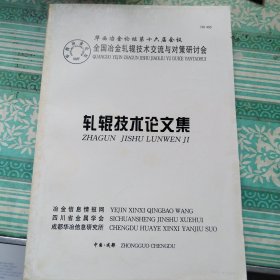 华西冶金论坛第十六届会议
全国冶金轧辊技术交流与对策研讨会
QUANGUO YEJIN ZHAGUN JISHU JIAOLIU YU DUICE YANTAOHUI
轧辊技术论文集
ZHAGUN JISHU LUNWEN JI
冶金信息情报网 YEJIN XINXI QINGBAO WANG
四川省金属学会 SICHUANSHENG JINSHU XUEHUI
成都华冶信息研究所 CHENGDU HUAYE XINXI YANJIU SUO
中国·成都 ZHONGGUO·CHENGDU